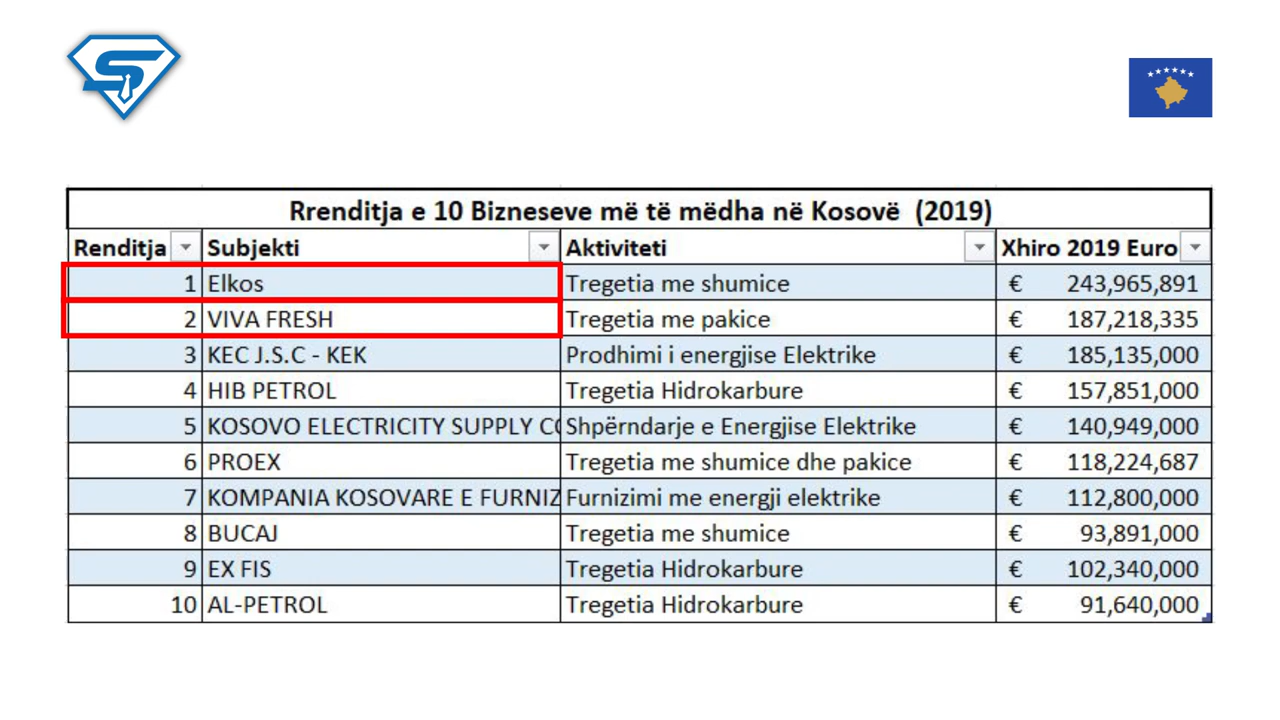 Rrenditja e 10 Bizneseve më të mëdha në Kosovë (2019)
Renditja Subjekti Aktiviteti Xhiro 2019 Euro
1 Elkos Tregetia me shumice € 243,965,891
2 VIVA FRESH Tregetia me pakice € 187,218,335
3 KEC J.S.C - KEK Prodhimi i energjise Elektrike € 185,135,000
4 HIB PETROL Tregetia Hidrokarbure € 157,851,000
5 KOSOVO ELECTRICITY SUPPLY Shpërndarje e Energjise Elektrike € 140,949,000
6 PROEX Tregetia me shumice dhe pakice € 118,224,687
7 KOMPANIA KOSOVARE E FURNIZ Furnizimi me energji elektrike € 112,800,000
8 BUCAJ Tregetia me shumice € 93,891,000
9 EX FIS Tregetia Hidrokarbure € 102,340,000
10 AL-PETROL Tregetia Hidrokarbure € 91,640,000